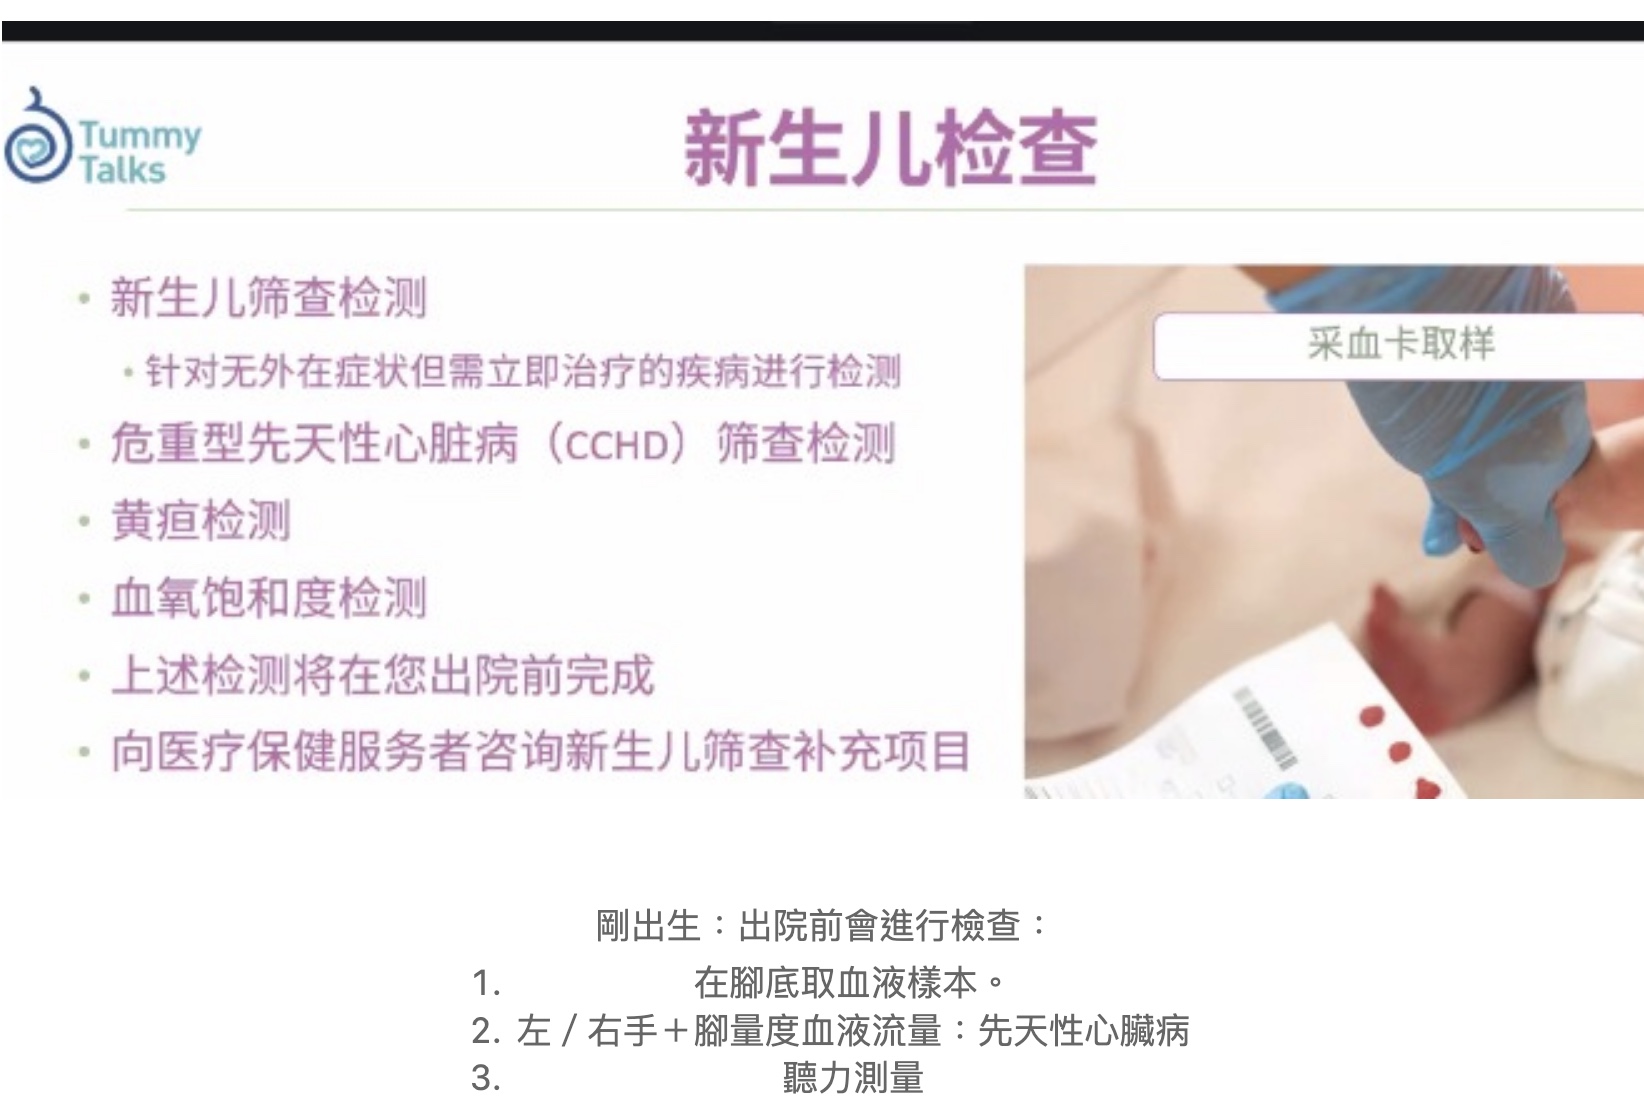 Tummy
Talks
新生儿检查
• 新生儿筛查检测
• 针对无外在症状但需立即治疗的疾病进行检测
• 危重型先天性心脏病（CCHD）筛查检测
• 黄疸检测
• 血氧饱和度检测
• 上述检测将在您出院前完成
• 向医疗保健服务者咨询新生儿筛查补充项目
采血卡取样
剛出生：出院前會進行檢查：
1. 在腳底取血液樣本。
2. 左／右手＋腳量度血液流量：先天性心臟病
3. 聽力測量